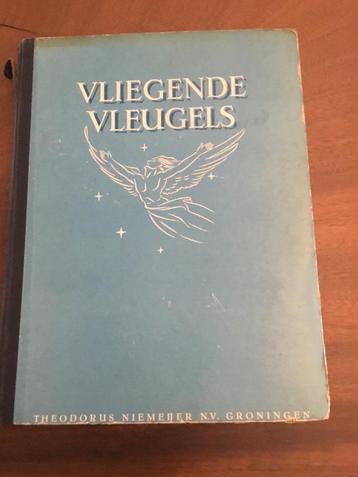 VLIEGENDE
VLEUGELS
THEODORUS NIEMEIJER N.V. GRONINGEN